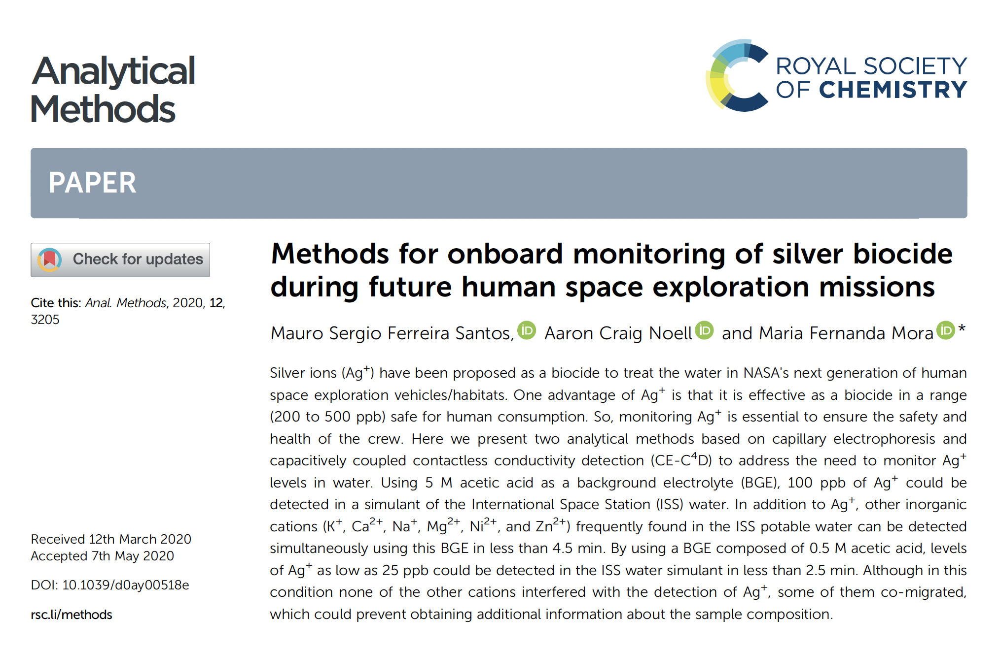 Analytical
Methods
ROYAL SOCIETY
OF CHEMISTRY
PAPER
Check for updates
Cite this: Anal. Methods, 2020, 12,
3205
Received 12th March 2020
Accepted 7th May 2020
DOI: 10.1039/d0ay00518e
rsc.li/methods
Methods for onboard monitoring of silver biocide
during future human space exploration missions
Mauro Sergio Ferreira Santos, iD Aaron Craig Noell iD and Maria Fernanda Mora iD *
Silver ions (Ag⁺) have been proposed as a biocide to treat the water in NASA's next generation of human
space exploration vehicles/habitats. One advantage of Ag⁺ is that it is effective as a biocide in a range
(200 to 500 ppb) safe for human consumption. So, monitoring Ag⁺ is essential to ensure the safety and
health of the crew. Here we present two analytical methods based on capillary electrophoresis and
capacitively coupled contactless conductivity detection (CE-C⁴D) to address the need to monitor Ag⁺
levels in water. Using 5 M acetic acid as a background electrolyte (BGE), 100 ppb of Ag⁺ could be
detected in a simulant of the International Space Station (ISS) water. In addition to Ag⁺, other inorganic
cations (K⁺, Ca²⁺, Na⁺, Mg²⁺, Ni²⁺, and Zn²⁺) frequently found in the ISS potable water can be detected
simultaneously using this BGE in less than 4.5 min. By using a BGE composed of 0.5 M acetic acid, levels
of Ag⁺ as low as 25 ppb could be detected in the ISS water simulant in less than 2.5 min. Although in this
condition none of the other cations interfered with the detection of Ag⁺, some of them co-migrated,
which could prevent obtaining additional information about the sample composition.